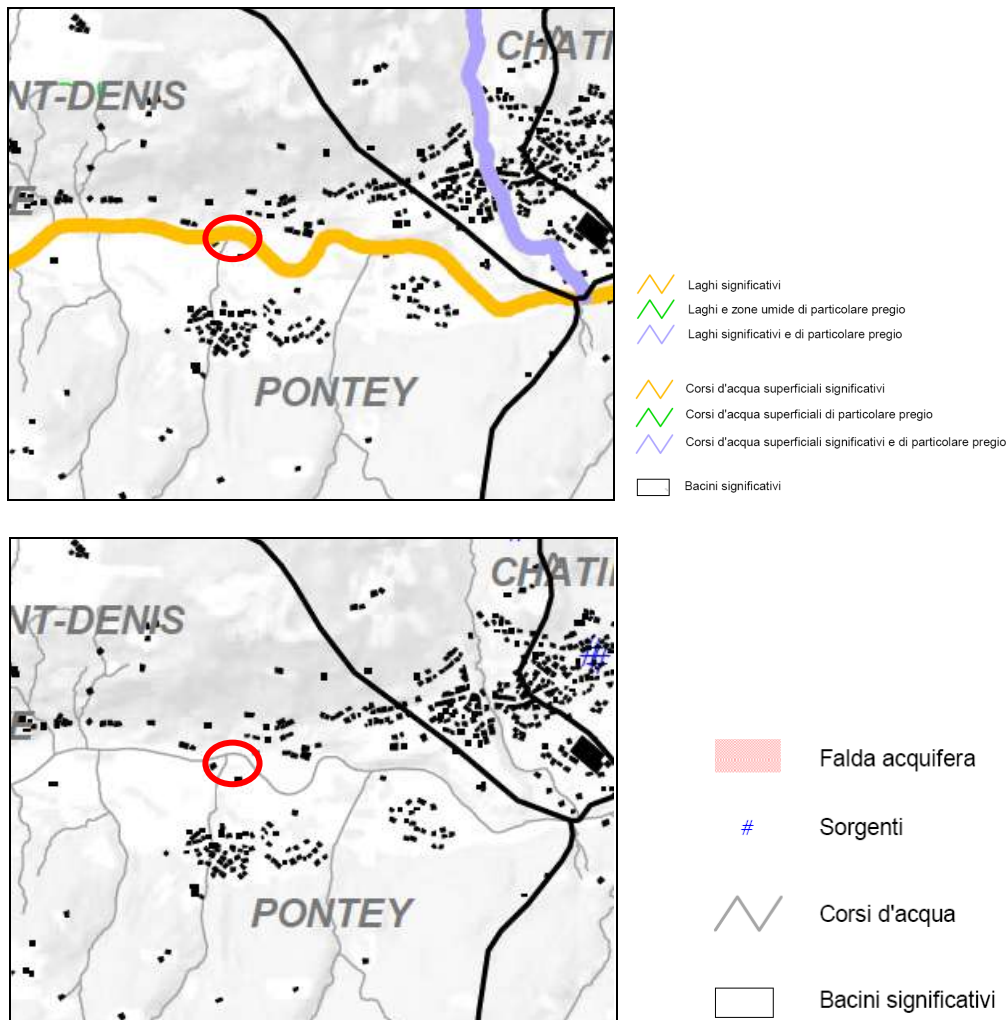 CHATI
NT-DENIS
E
PONTEY
Laghi significativi
Laghi e zone umide di particolare pregio
Laghi significativi e di particolare pregio
Corsi d'acqua superficiali significativi
Corsi d'acqua superficiali di particolare pregio
Corsi d'acqua superficiali significativi e di particolare pregio
Bacini significativi
CHATI
NT-DENIS
E
PONTEY
Falda acquifera
# Sorgenti
Corsi d'acqua
Bacini significativi